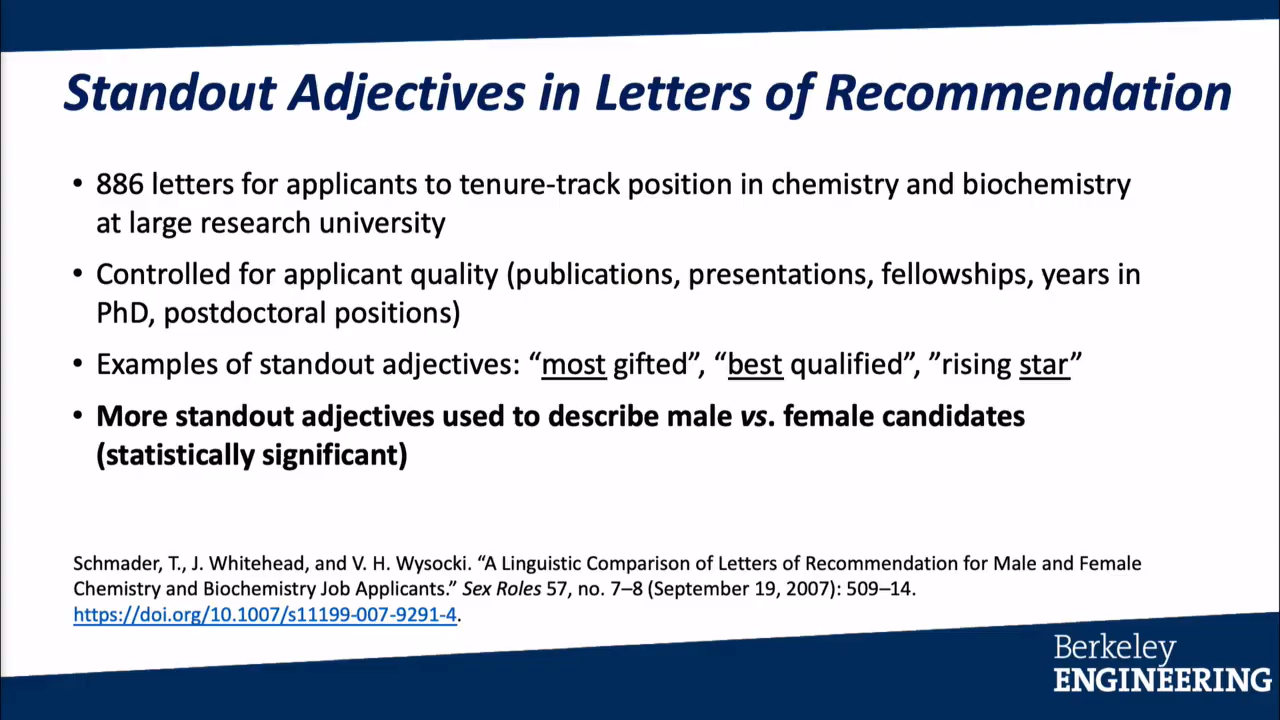 Standout Adjectives in Letters of Recommendation
• 886 letters for applicants to tenure-track position in chemistry and biochemistry
at large research university
• Controlled for applicant quality (publications, presentations, fellowships, years in
PhD, postdoctoral positions)
• Examples of standout adjectives: “most gifted”, “best qualified”, ”rising star”
• More standout adjectives used to describe male vs. female candidates
(statistically significant)
Schmader, T., J. Whitehead, and V. H. Wysocki. “A Linguistic Comparison of Letters of Recommendation for Male and Female
Chemistry and Biochemistry Job Applicants.” Sex Roles 57, no. 7–8 (September 19, 2007): 509–14.
https://doi.org/10.1007/s11199-007-9291-4.
Berkeley
ENGINEERING